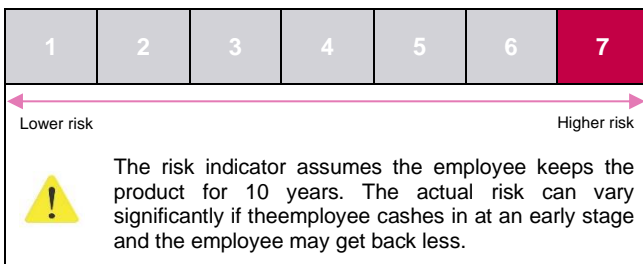 1 2 3 4 5 6 7
Lower risk Higher risk
The risk indicator assumes the employee keeps the
product for 10 years. The actual risk can vary
significantly if theemployee cashes in at an early stage
and the employee may get back less.